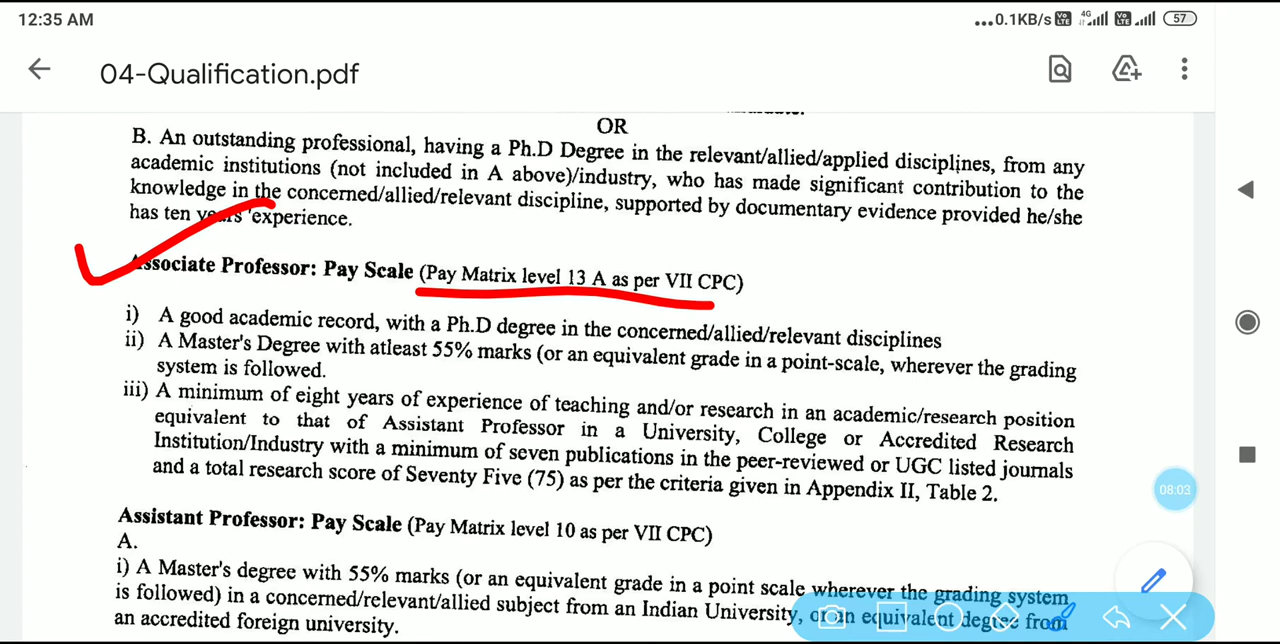 12:35 AM
...0.1KB/s Vo LTE 4G Vo LTE 57
04-Qualification.pdf
OR
B. An outstanding professional, having a Ph.D Degree in the relevant/allied/applied disciplines, from any
academic institutions (not included in A above)/industry, who has made significant contribution to the
knowledge in the concerned/allied/relevant discipline, supported by documentary evidence provided he/she
has ten years' experience.
Associate Professor: Pay Scale (Pay Matrix level 13 A as per VII CPC)
i) A good academic record, with a Ph.D degree in the concerned/allied/relevant disciplines
ii) A Master's Degree with atleast 55% marks (or an equivalent grade in a point-scale, wherever the grading
system is followed.
iii) A minimum of eight years of experience of teaching and/or research in an academic/research position
equivalent to that of Assistant Professor in a University, College or Accredited Research
Institution/Industry with a minimum of seven publications in the peer-reviewed or UGC listed journals
and a total research score of Seventy Five (75) as per the criteria given in Appendix II, Table 2.
08:03
Assistant Professor: Pay Scale (Pay Matrix level 10 as per VII CPC)
A.
i) A Master's degree with 55% marks (or an equivalent grade in a point scale wherever the grading system
is followed) in a concerned/relevant/allied subject from an Indian University, or an equivalent degree from
an accredited foreign university.